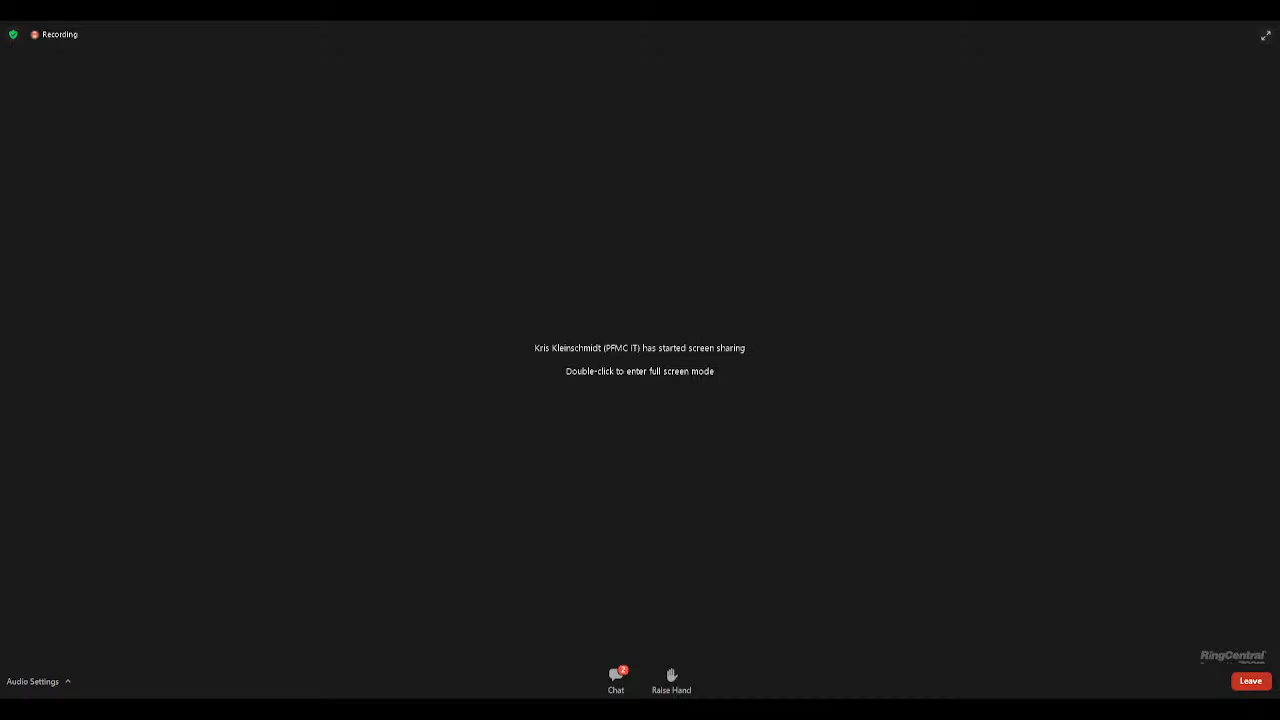 Recording
Kris Kleinschmidt (PFMC IT) has started screen sharing
Double-click to enter full screen mode
RingCentral
Audio Settings
2
Chat
Raise Hand
Leave